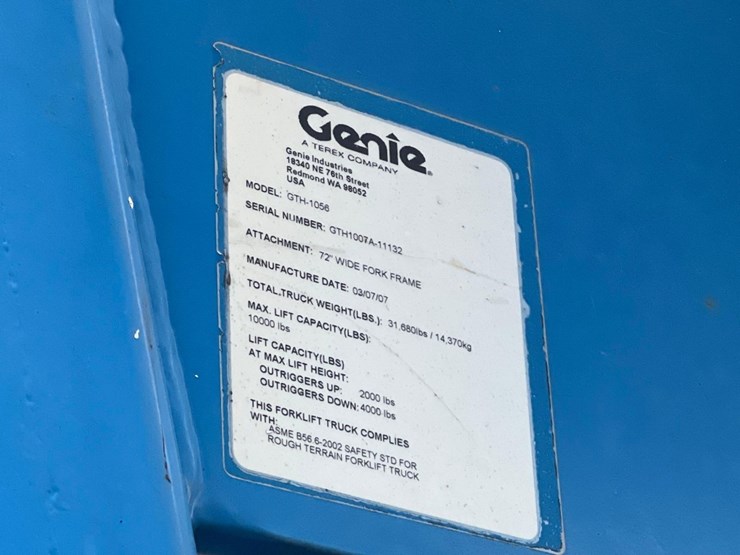 Genie
A TEREX COMPANY
Genie Industries
18340 NE 76th Street
Redmond WA 98052
USA
MODEL: GTH-1056
SERIAL NUMBER: GTH1007A-11132
ATTACHMENT: 72" WIDE FORK FRAME
MANUFACTURE DATE: 03/07/07
TOTAL TRUCK WEIGHT(LBS.): 31,680lbs / 14,370kg
MAX. LIFT CAPACITY(LBS):
10000 lbs
LIFT CAPACITY(LBS)
AT MAX LIFT HEIGHT:
OUTRIGGERS UP: 2000 lbs
OUTRIGGERS DOWN: 4000 lbs
THIS FORKLIFT TRUCK COMPLIES
WITH:
ASME B56.6-2002 SAFETY STD FOR
ROUGH TERRAIN FORKLIFT TRUCK